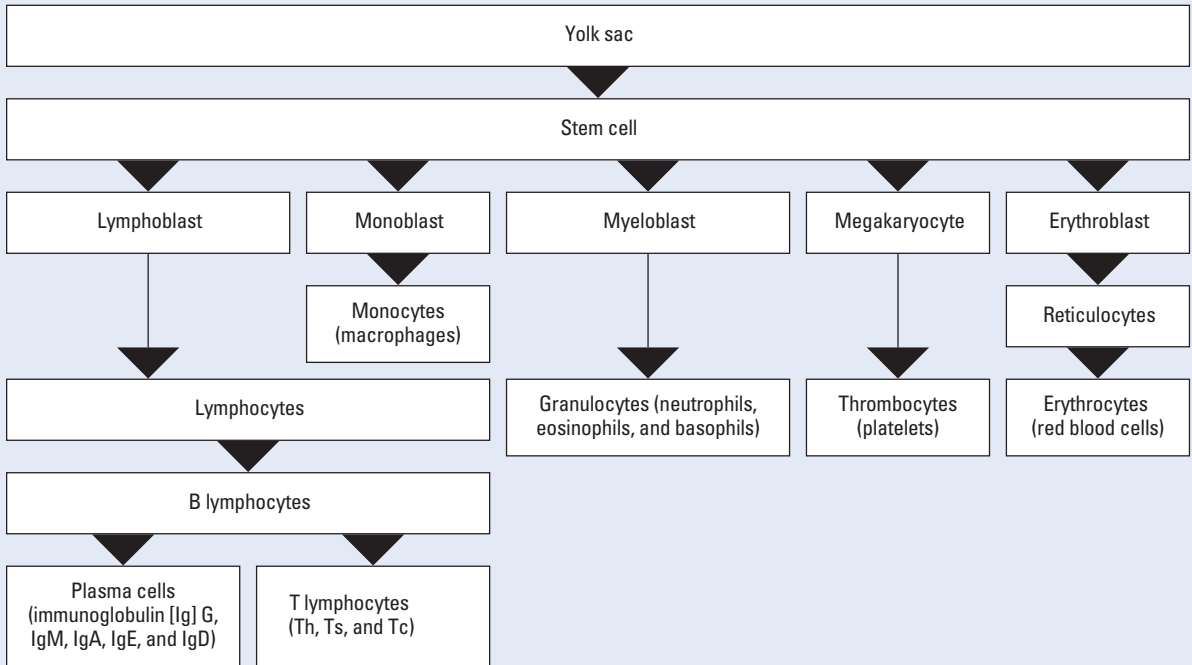 Yolk sac
Stem cell
Lymphoblast
Monoblast
Myeloblast
Megakaryocyte
Erythroblast
Monocytes
(macrophages)
Reticulocytes
Lymphocytes
Granulocytes (neutrophils,
eosinophils, and basophils)
Thrombocytes
(platelets)
Erythrocytes
(red blood cells)
B lymphocytes
Plasma cells
(immunoglobulin [Ig] G,
IgM, IgA, IgE, and IgD)
T lymphocytes
(Th, Ts, and Tc)